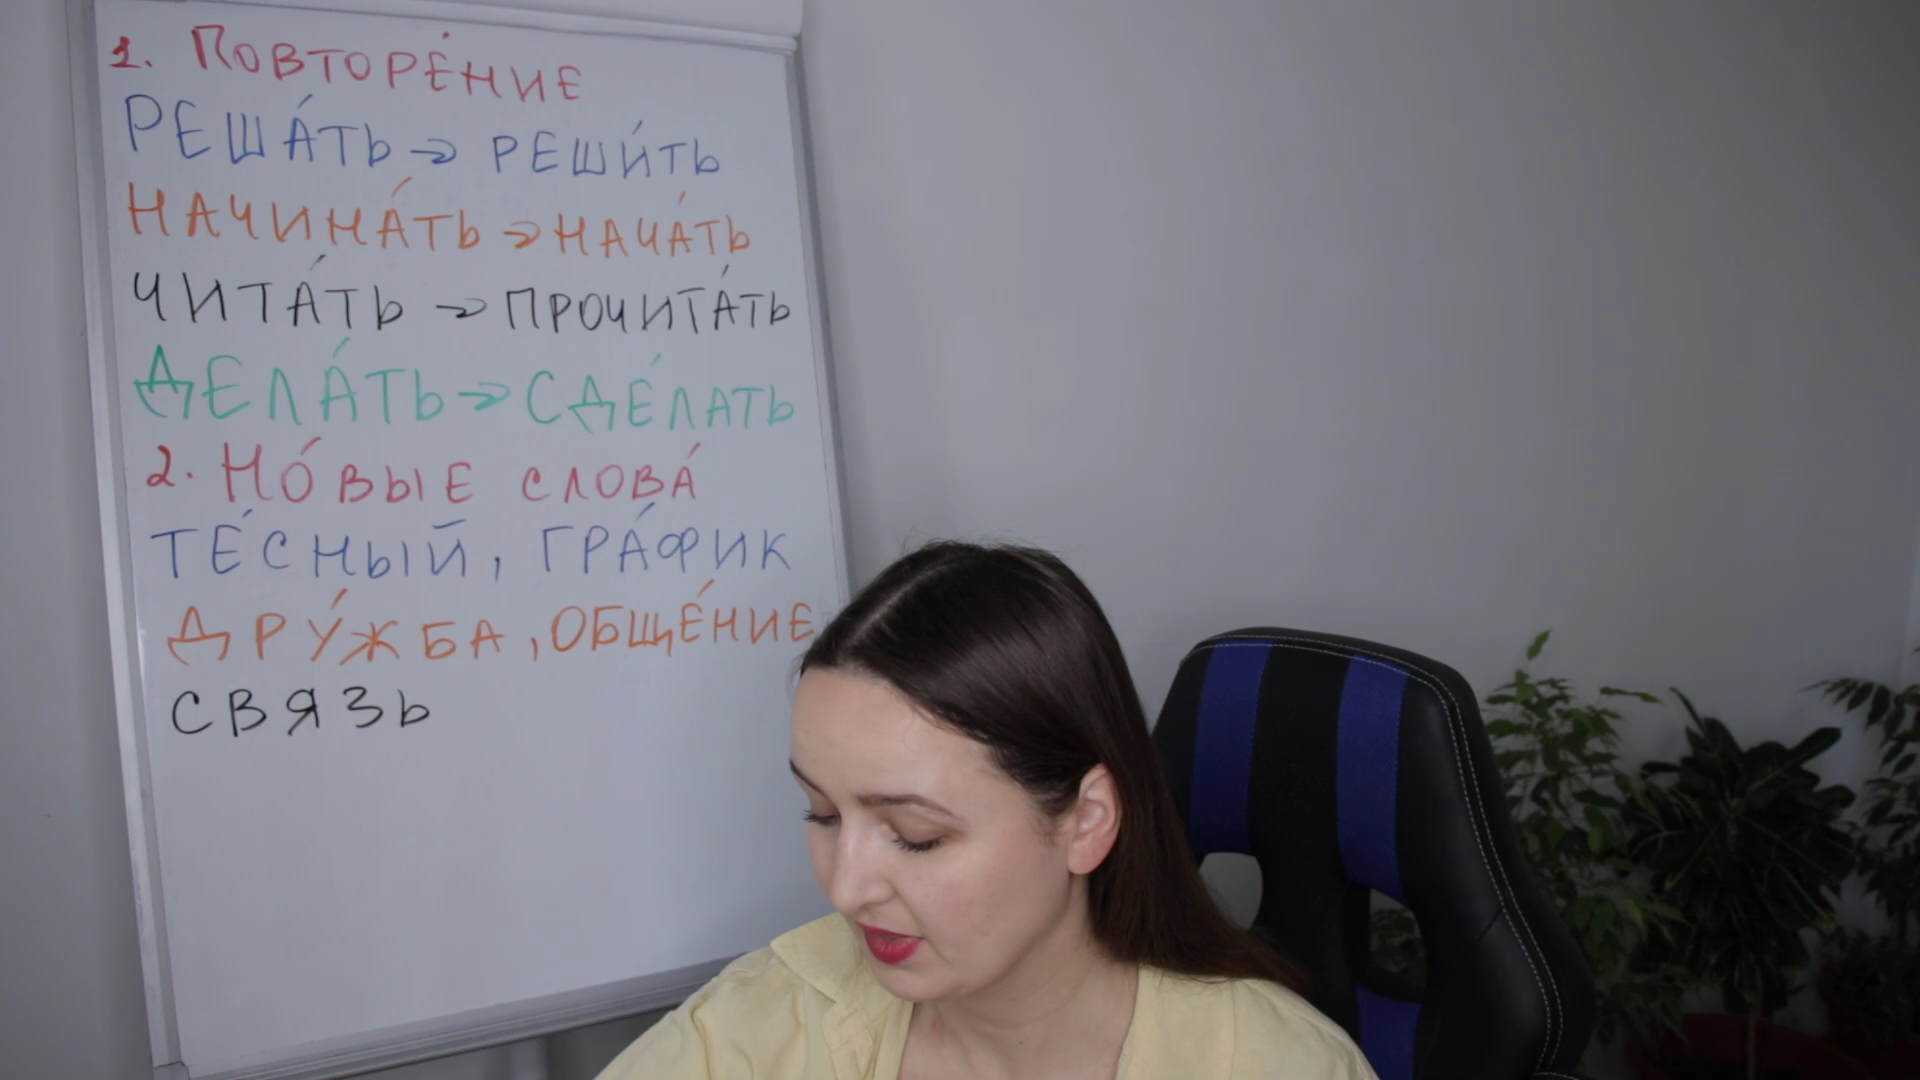 1. ПОВТОРЕ́НИЕ
РЕША́ТЬ → РЕШИ́ТЬ
НАЧИНА́ТЬ → НАЧА́ТЬ
ЧИТА́ТЬ → ПРОЧИТА́ТЬ
ДЕЛА́ТЬ → СДЕ́ЛАТЬ
2. НО́ВЫЕ СЛОВА́
ТЕ́СНЫЙ, ГРА́ФИК
ДРУ́ЖБА, ОБЩЕ́НИЕ
СВЯЗЬ